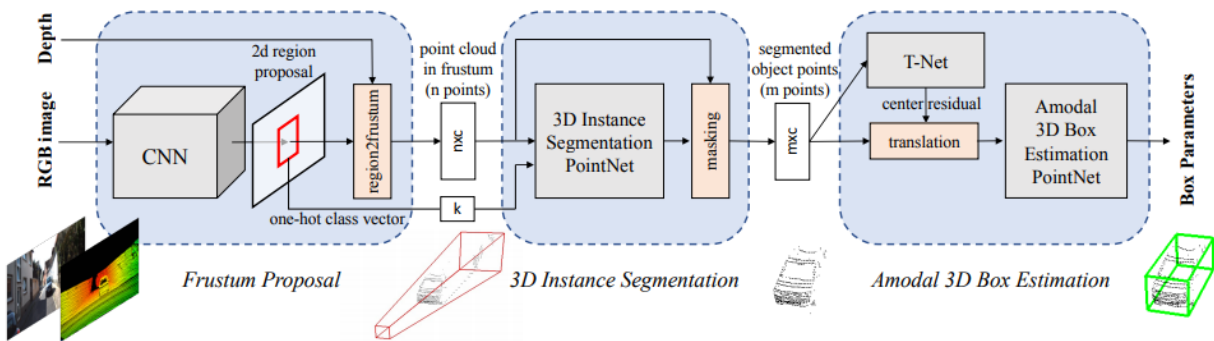 Depth
RGB image
CNN
2d region
proposal
region2frustum
one-hot class vector
point cloud
in frustum
(n points)
nxc
k
3D Instance
Segmentation
PointNet
masking
segmented
object points
(m points)
mxc
T-Net
center residual
translation
Amodal
3D Box
Estimation
PointNet
Box Parameters
Frustum Proposal
3D Instance Segmentation
Amodal 3D Box Estimation